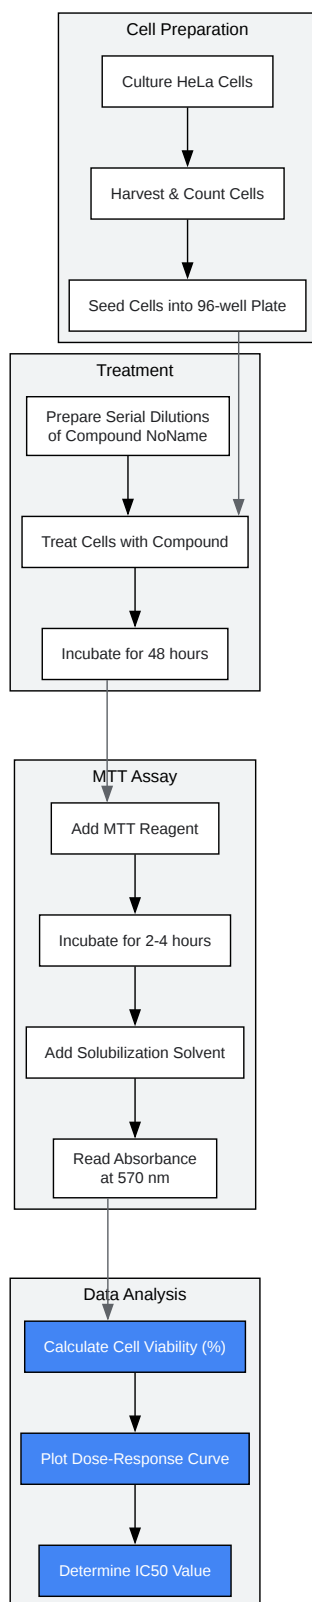 Cell Preparation
Culture HeLa Cells
Harvest & Count Cells
Seed Cells into 96-well Plate
Treatment
Prepare Serial Dilutions
of Compound NoName
Treat Cells with Compound
Incubate for 48 hours
MTT Assay
Add MTT Reagent
Incubate for 2-4 hours
Add Solubilization Solvent
Read Absorbance
at 570 nm
Data Analysis
Calculate Cell Viability (%)
Plot Dose-Response Curve
Determine IC50 Value